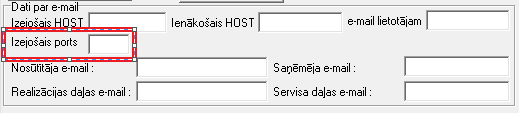 Dati par e-mail
Izejošais HOST Ienākošais HOST e-mail lietotājam
Izejošais ports
Nosūtītāja e-mail : Saņēmēja e-mail :
Realizācijas daļas e-mail : Servisa daļas e-mail :